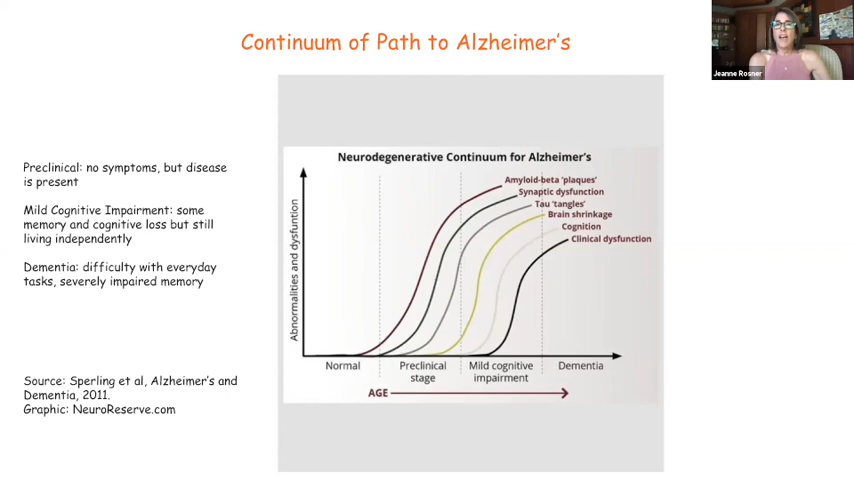 Continuum of Path to Alzheimer's
Jeanne Rosner
Preclinical: no symptoms, but disease
is present
Mild Cognitive Impairment: some
memory and cognitive loss but still
living independently
Dementia: difficulty with everyday
tasks, severely impaired memory
Source: Sperling et al, Alzheimer's and
Dementia, 2011.
Graphic: NeuroReserve.com
Neurodegenerative Continuum for Alzheimer's
Amyloid-beta 'plaques'
Synaptic dysfunction
Tau 'tangles'
Brain shrinkage
Cognition
Clinical dysfunction
Abnormalities and dysfunction
Normal
Preclinical
stage
Mild cognitive
impairment
Dementia
AGE